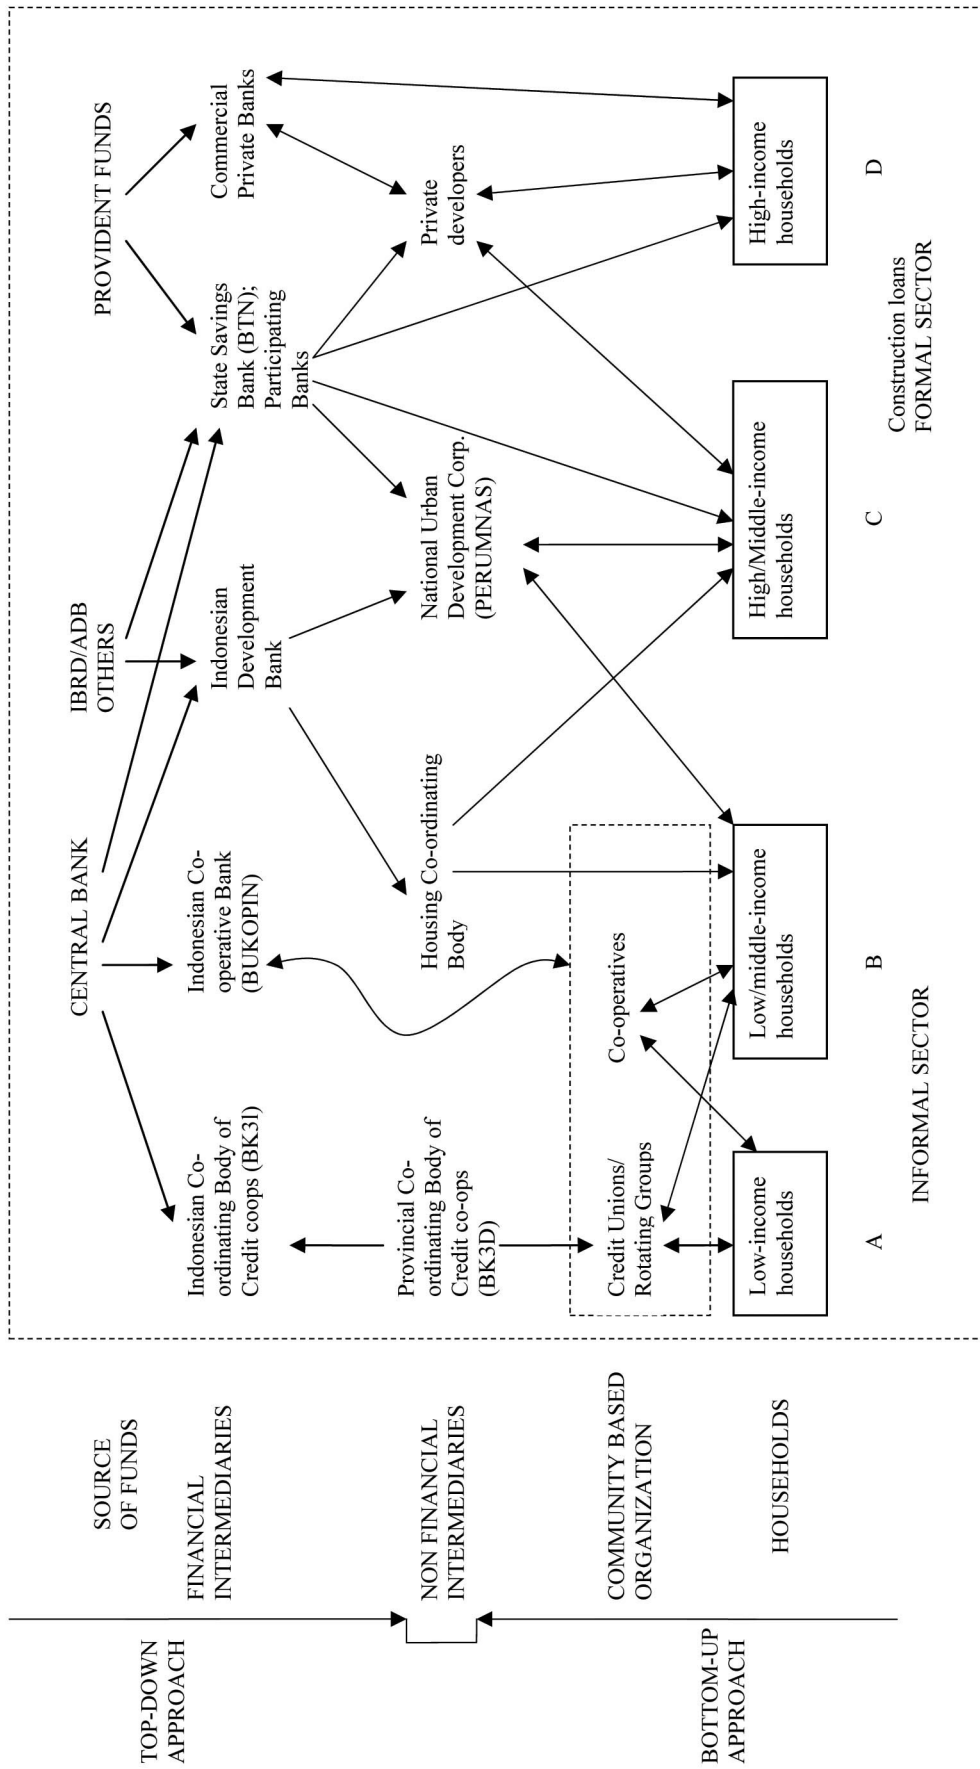 TOP-DOWN
APPROACH
BOTTOM-UP
APPROACH
SOURCE
OF FUNDS
FINANCIAL
INTERMEDIARIES
NON FINANCIAL
INTERMEDIARIES
COMMUNITY BASED
ORGANIZATION
HOUSEHOLDS
CENTRAL BANK
IBRD/ADB
OTHERS
PROVIDENT FUNDS
Indonesian Co-
ordinating Body of
Credit coops (BK3l)
Indonesian Co-
operative Bank
(BUKOPIN)
Indonesian
Development
Bank
State Savings
Bank (BTN);
Participating
Banks
Commercial
Private Banks
Provincial Co-
ordinating Body of
Credit co-ops
(BK3D)
Housing Co-ordinating
Body
National Urban
Development Corp.
(PERUMNAS)
Private
developers
Credit Unions/
Rotating Groups
Co-operatives
Low-income
households
Low/middle-income
households
High/Middle-income
households
High-income
households
A
B
C
D
INFORMAL SECTOR
Construction loans
FORMAL SECTOR